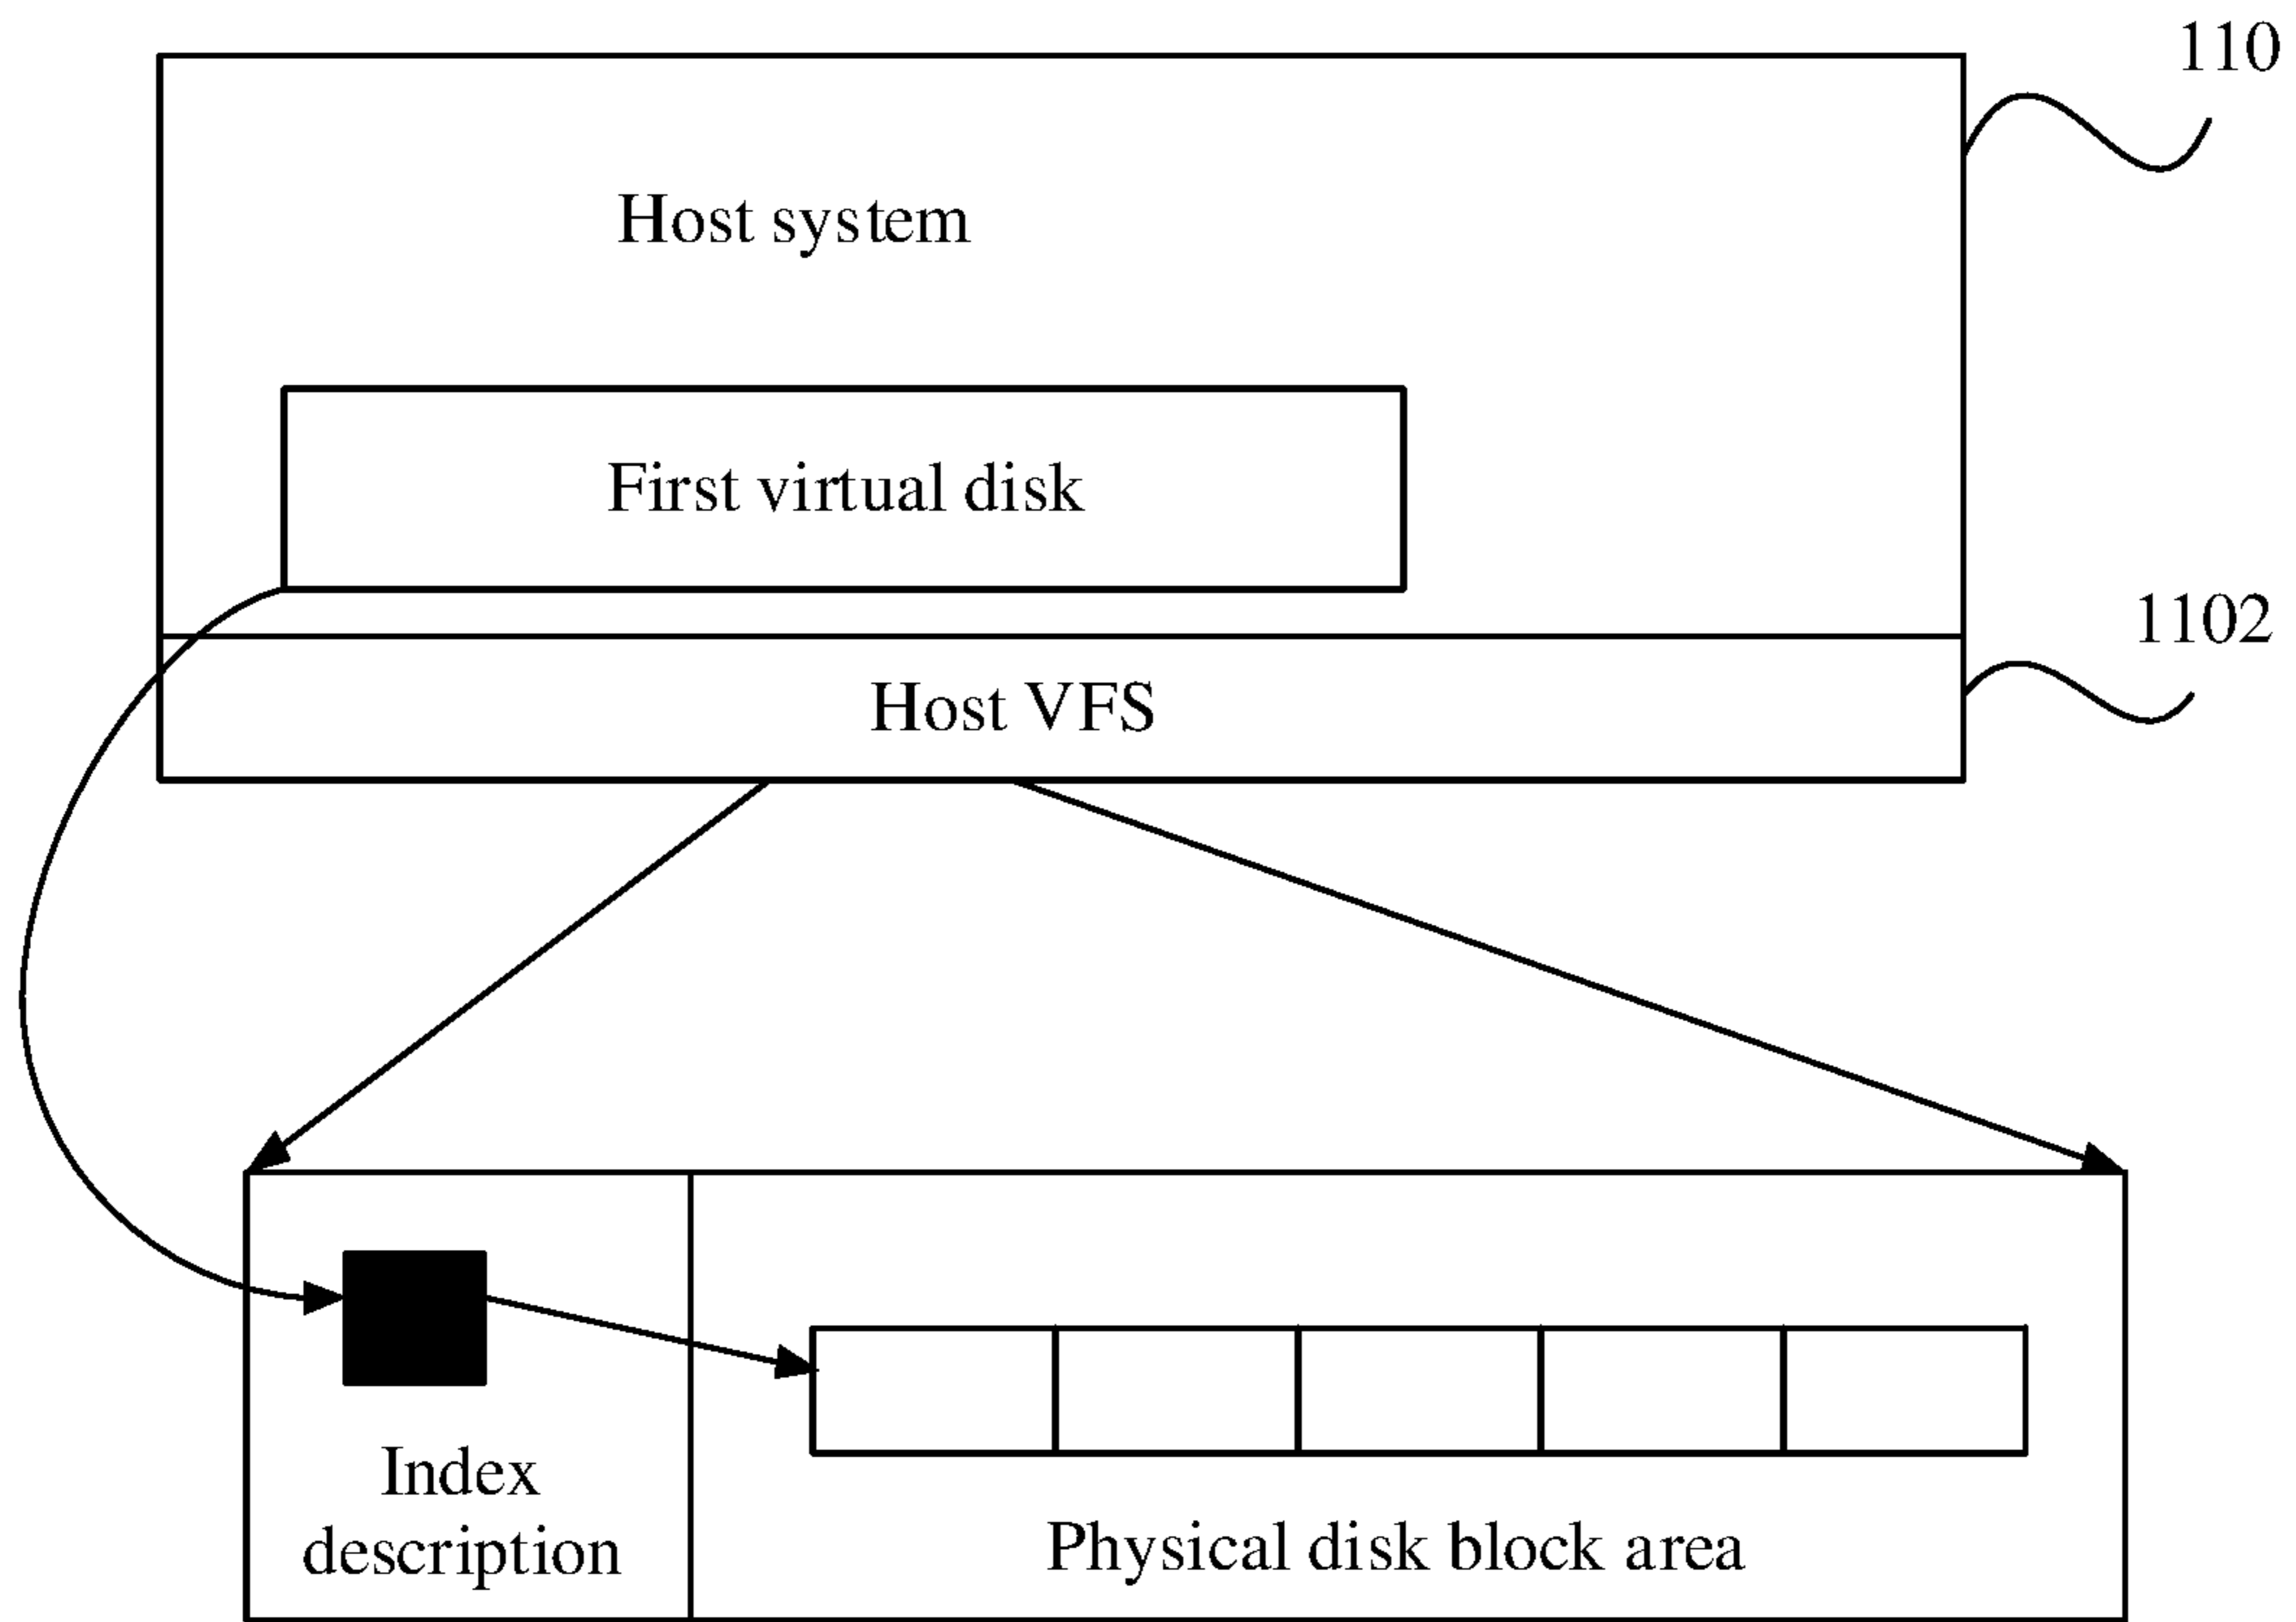 110
Host system
First virtual disk
1102
Host VFS
Index
description
Physical disk block area